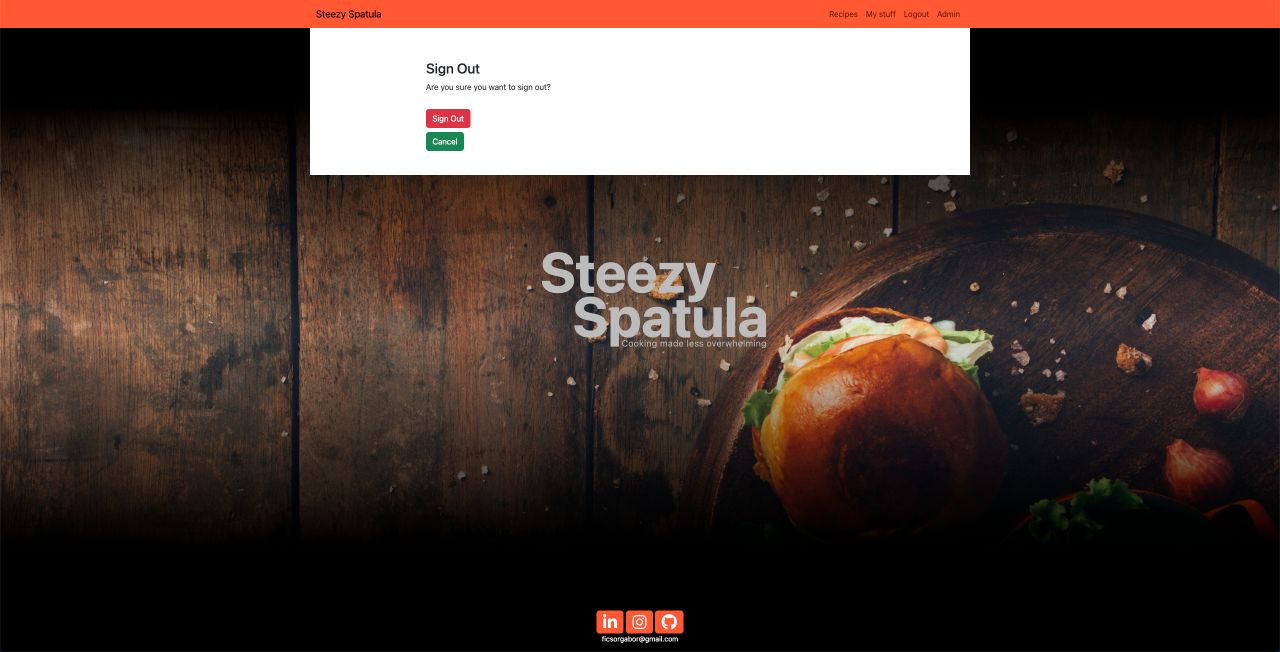 Steezy Spatula
Recipes My stuff Logout Admin
Sign Out
Are you sure you want to sign out?
Sign Out
Cancel
Steezy
Spatula
Cooking made less overwhelming
in
ficsorgabor@gmail.com